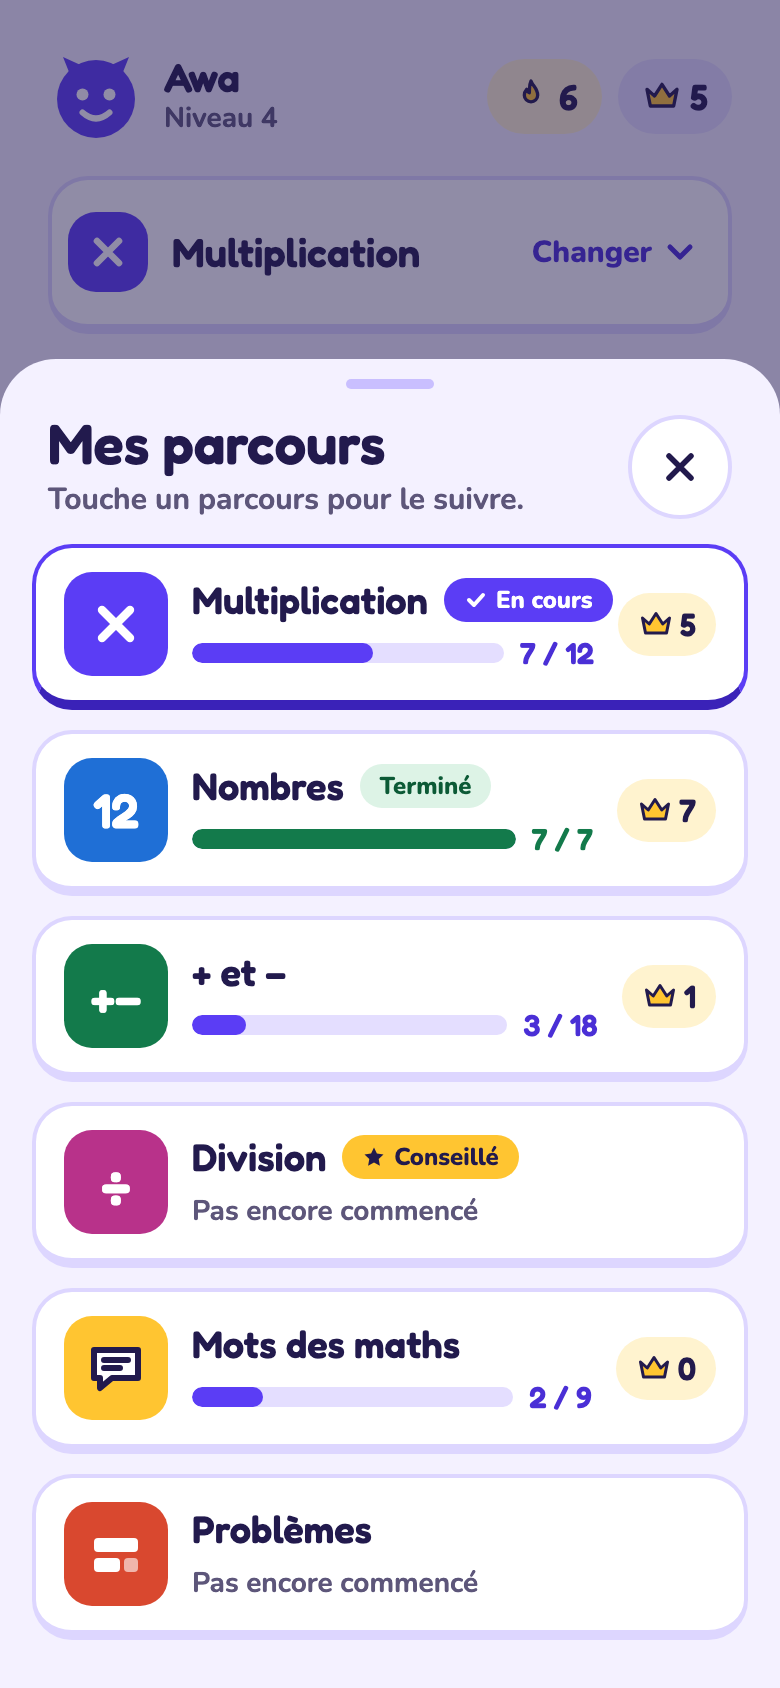 Awa
Niveau 4
6
5
Multiplication
Changer
Mes parcours
Touche un parcours pour le suivre.
Multiplication
En cours
7 / 12
5
12
Nombres
Terminé
7 / 7
7
+−
+ et −
3 / 18
1
÷
Division
Conseillé
Pas encore commencé
Mots des maths
2 / 9
0
Problèmes
Pas encore commencé